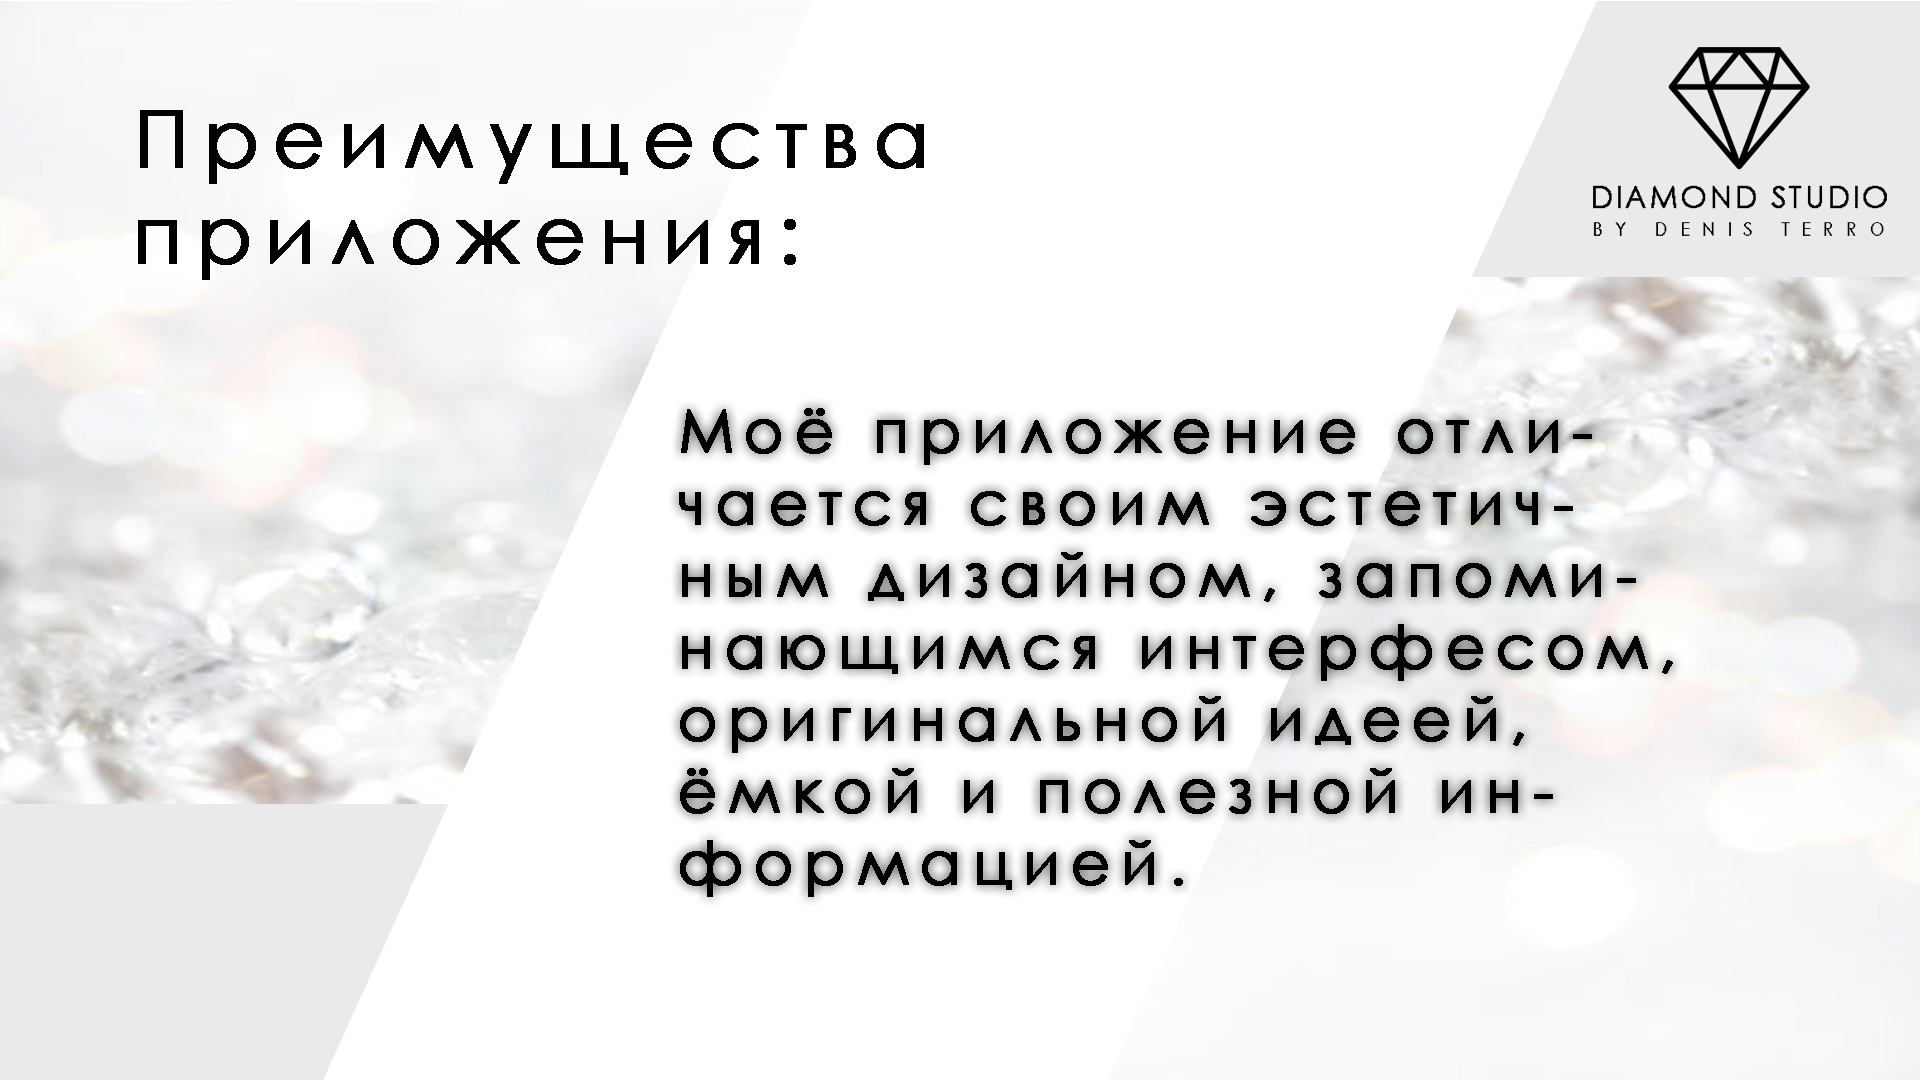 Преимущества
приложения:
DIAMOND STUDIO
BY DENIS TERRO
Моё приложение отли-
чается своим эстетич-
ным дизайном, запоми-
нающимся интерфесом,
оригинальной идеей,
ёмкой и полезной ин-
формацией.